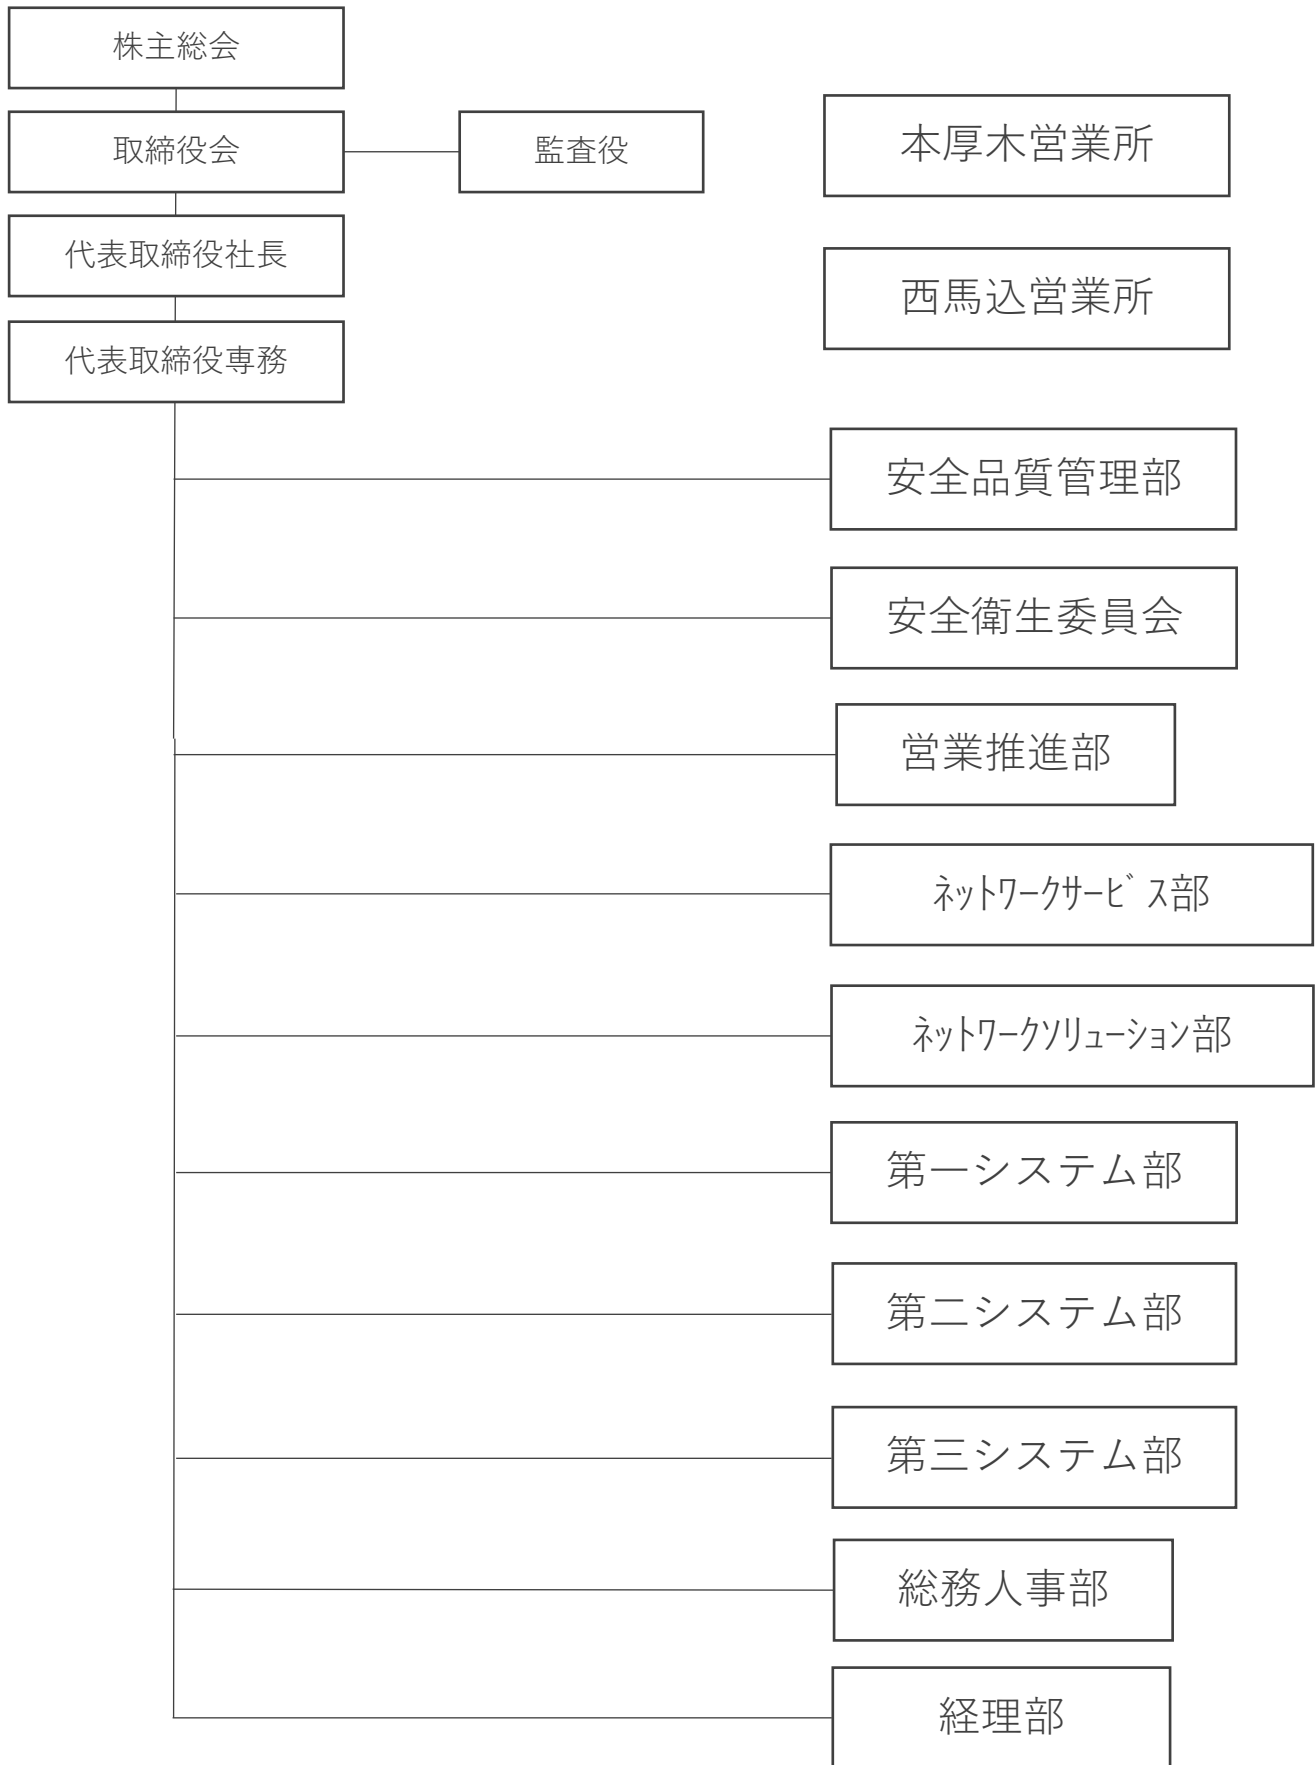 株主総会
取締役会
監査役
代表取締役社長
代表取締役専務
本厚木営業所
西馬込営業所
安全品質管理部
安全衛生委員会
営業推進部
ﾈｯﾄﾜｰｸｻｰﾋﾞｽ部
ﾈｯﾄﾜｰｸｿﾘｭｰｼｮﾝ部
第一システム部
第二システム部
第三システム部
総務人事部
経理部